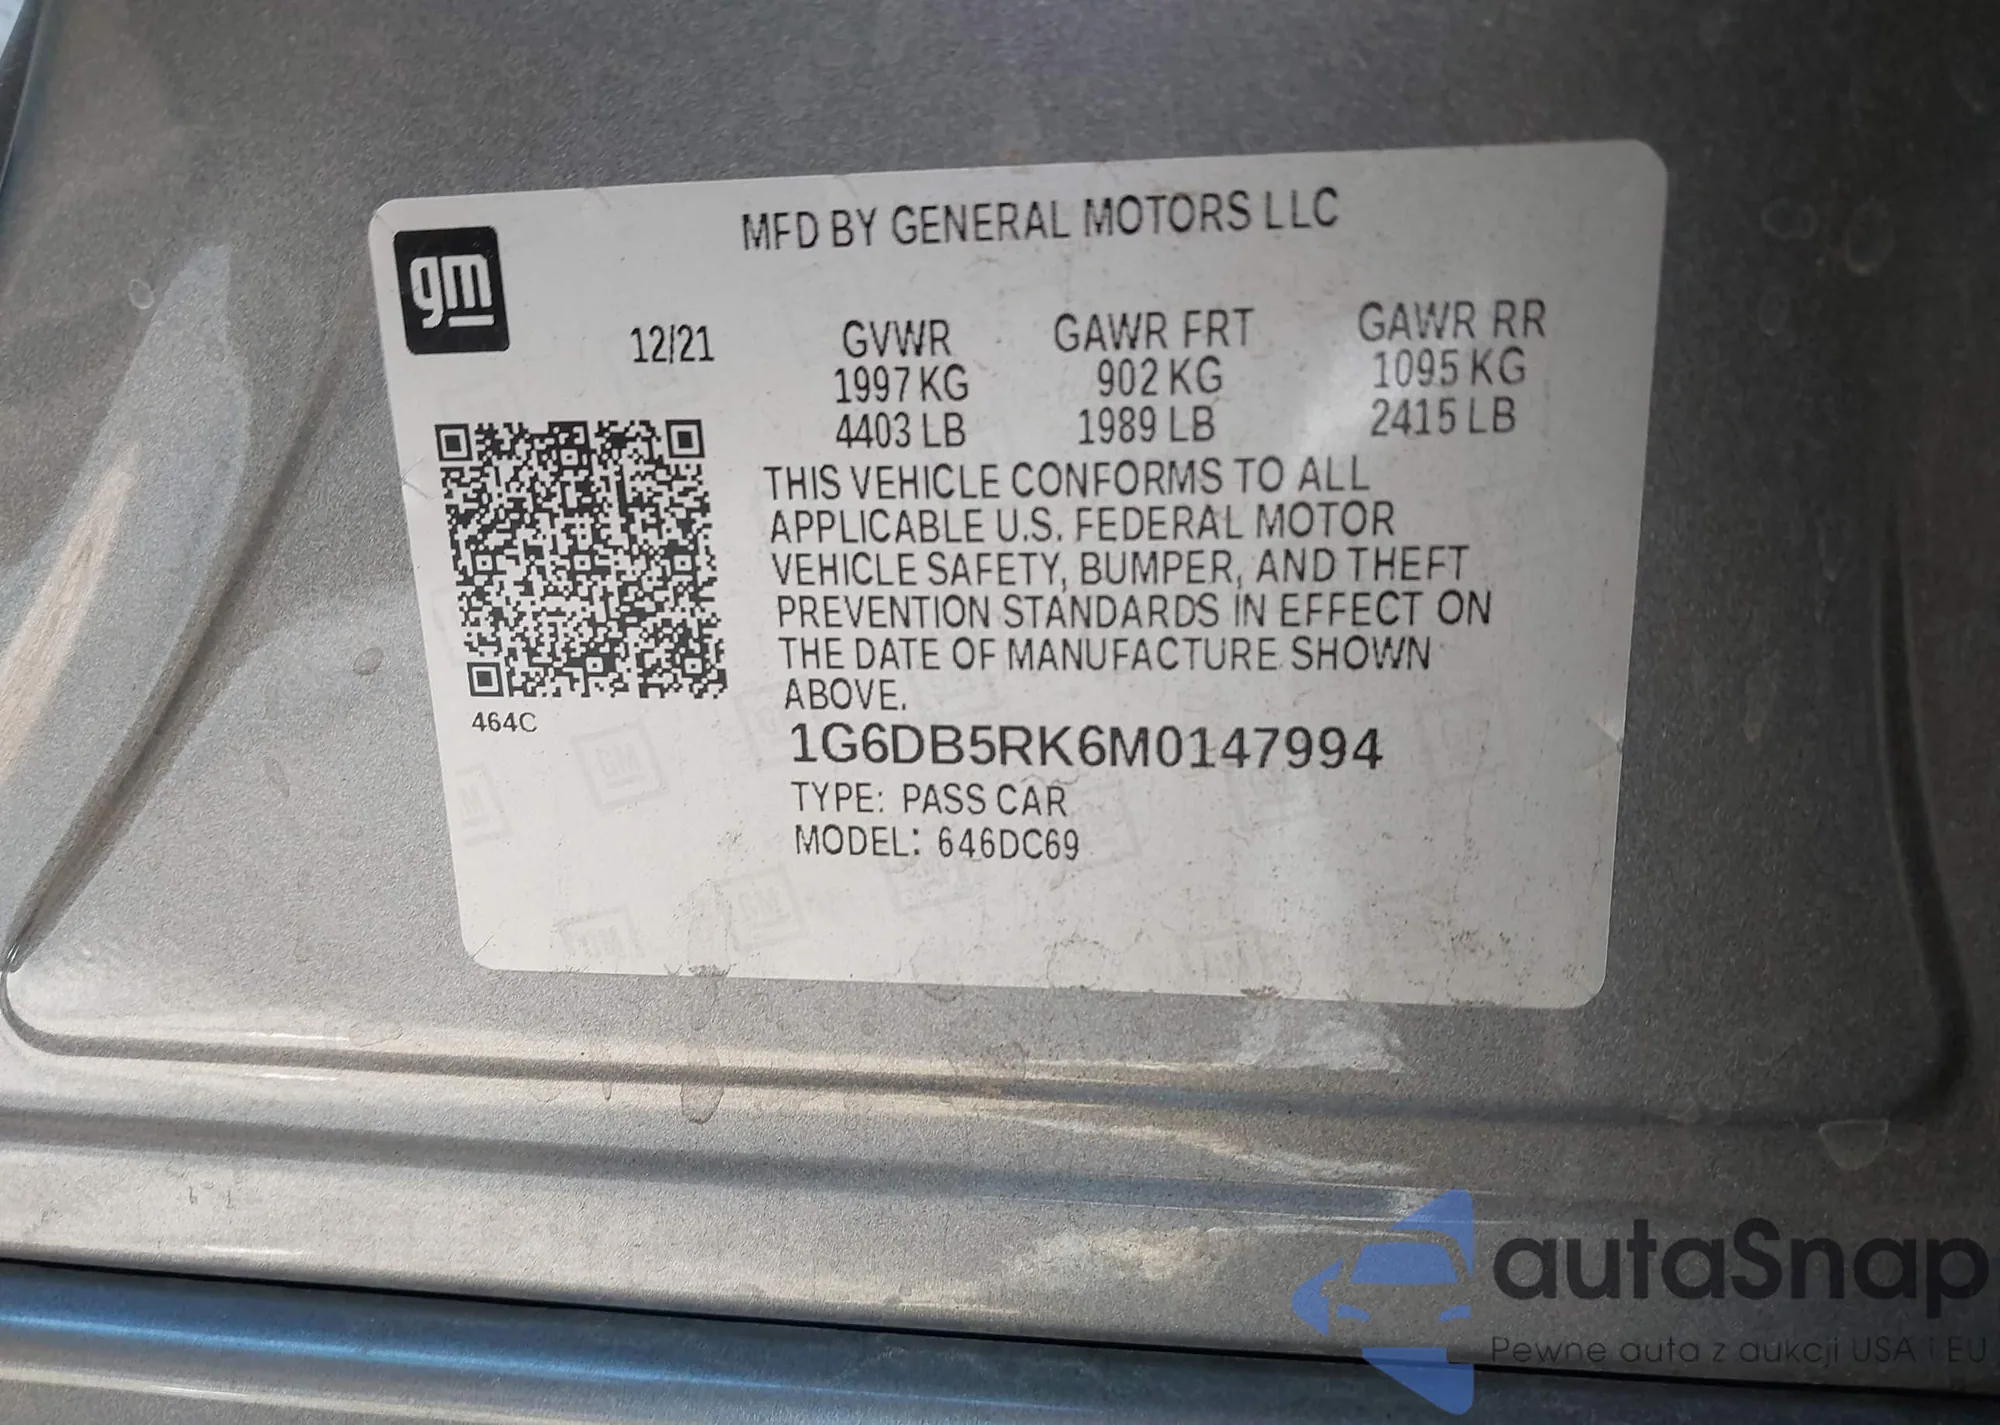 MFD BY GENERAL MOTORS LLC
gm
12/21
GVWR GAWR FRT GAWR RR
1997 KG 902 KG 1095 KG
4403 LB 1989 LB 2415 LB
THIS VEHICLE CONFORMS TO ALL
APPLICABLE U.S. FEDERAL MOTOR
VEHICLE SAFETY, BUMPER, AND THEFT
PREVENTION STANDARDS IN EFFECT ON
THE DATE OF MANUFACTURE SHOWN
ABOVE.
464C
1G6DB5RK6M0147994
TYPE: PASS CAR
MODEL: 646DC69
autaSnap
Pewne auta z aukcji USA i EU